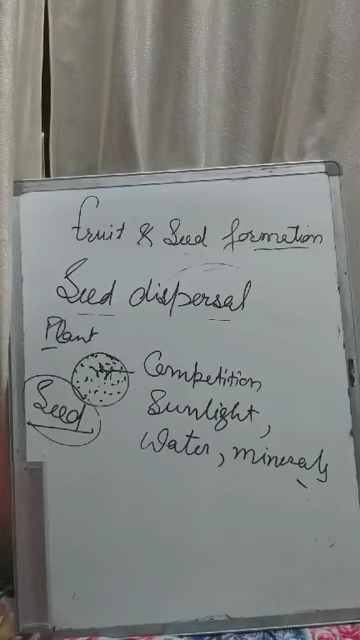 Fruit & Seed formation
Seed dispersal
Plant
Competition
Seed
Sunlight,
Water, minerals